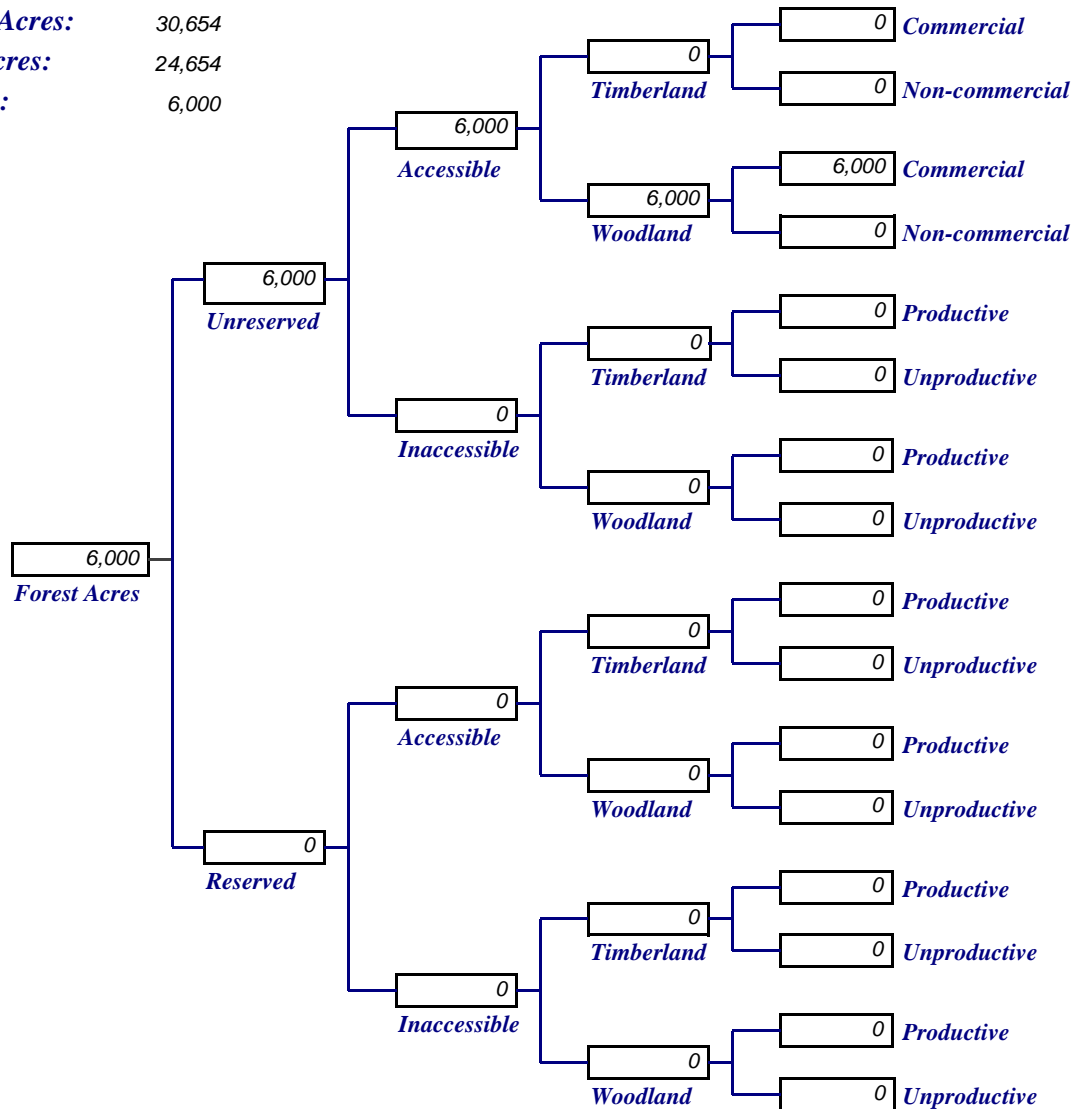 Acres: 30,654
cres: 24,654
: 6,000
0 Commercial
0
Timberland
0 Non-commercial
6,000
Accessible
6,000 Commercial
6,000
Woodland
0 Non-commercial
6,000
Unreserved
0 Productive
0
Timberland
0 Unproductive
0
Inaccessible
0 Productive
0
Woodland
0 Unproductive
6,000
Forest Acres
0 Productive
0
Timberland
0 Unproductive
0
Accessible
0 Productive
0
Woodland
0 Unproductive
0
Reserved
0 Productive
0
Timberland
0 Unproductive
0
Inaccessible
0 Productive
0
Woodland
0 Unproductive